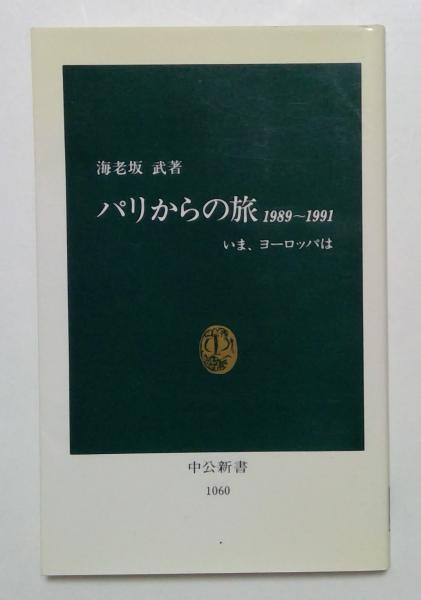 海老坂 武著
パリからの旅 1989〜1991
いま、ヨーロッパは
中公新書
1060